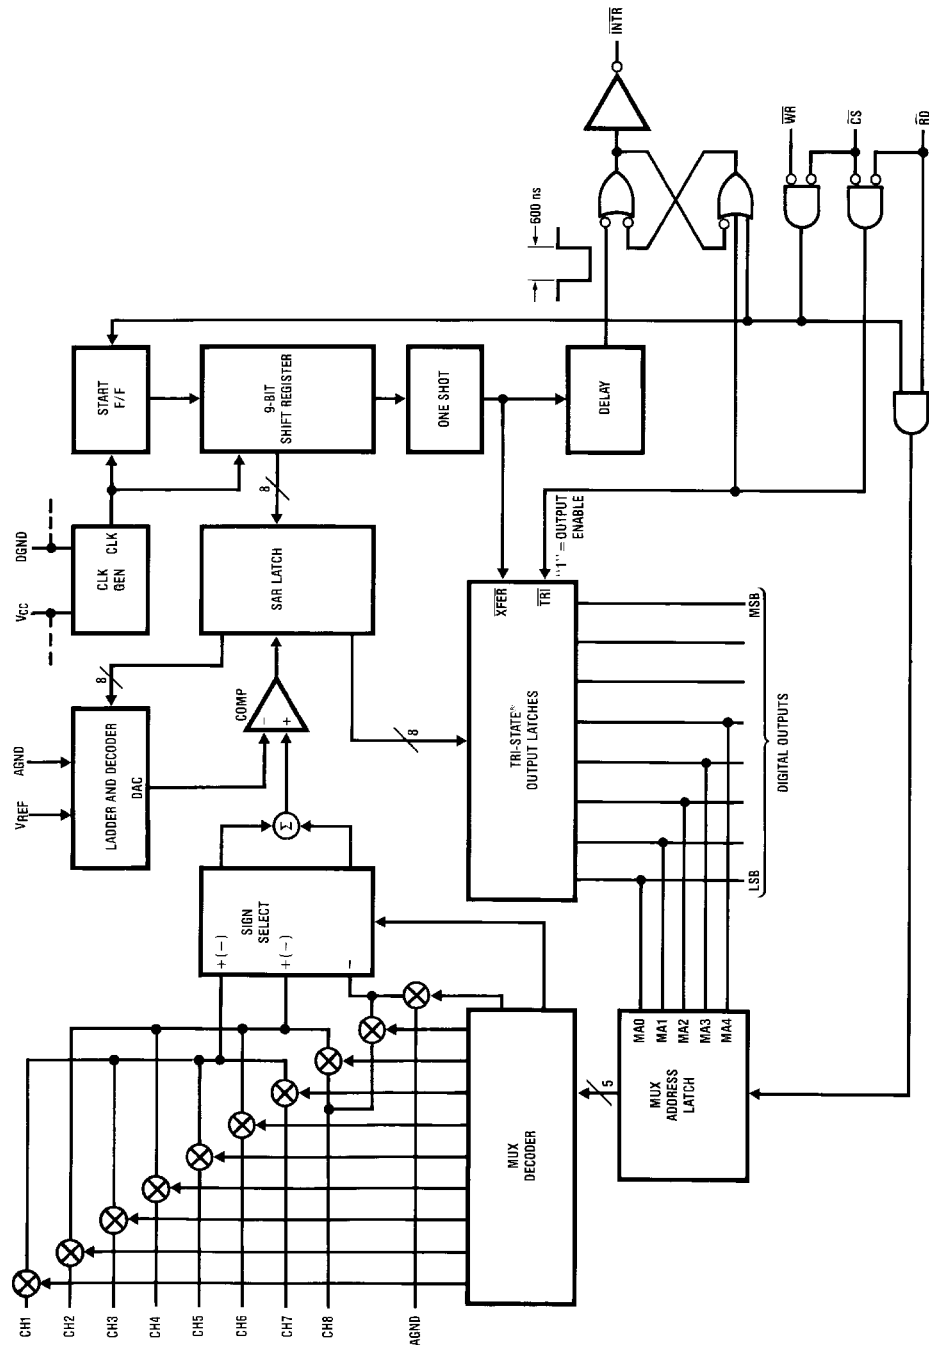 CH1
CH2
CH3
CH4
CH5
CH6
CH7
CH8
AGND
MUX
DECODER
5
MUX
ADDRESS
LATCH
MA0
MA1
MA2
MA3
MA4
SIGN
SELECT
+(−)
+(−)
−
Σ
VREF
AGND
LADDER AND DECODER
DAC
8
COMP
−
+
VCC
DGND
CLK
GEN
CLK
SAR LATCH
8
8
START
F/F
9-BIT
SHIFT REGISTER
ONE SHOT
DELAY
600 ns
TRI-STATE®
OUTPUT LATCHES
XFER
TRI
"1" = OUTPUT
ENABLE
LSB
MSB
DIGITAL OUTPUTS
INTR
WR
CS
RD